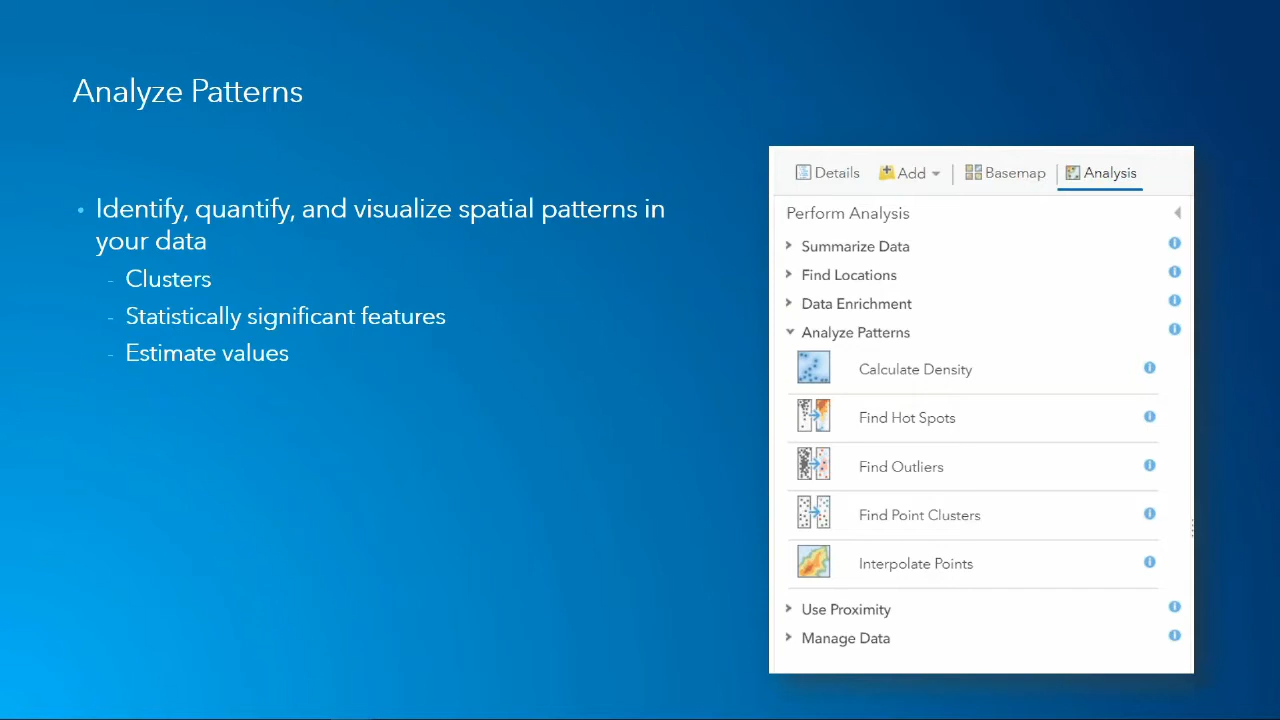 Analyze Patterns
• Identify, quantify, and visualize spatial patterns in
your data
- Clusters
- Statistically significant features
- Estimate values
Details Add Basemap Analysis
Perform Analysis
Summarize Data
Find Locations
Data Enrichment
Analyze Patterns
Calculate Density
Find Hot Spots
Find Outliers
Find Point Clusters
Interpolate Points
Use Proximity
Manage Data